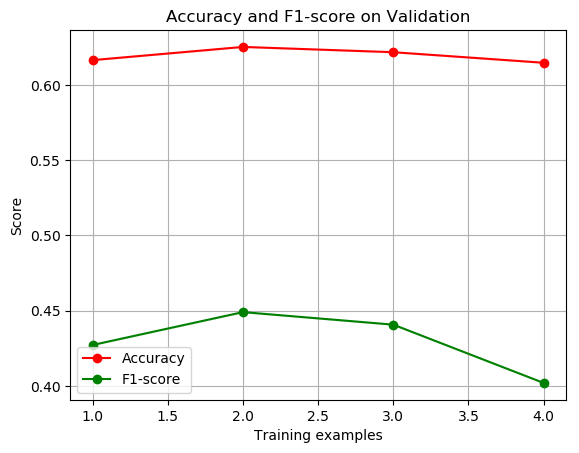 Accuracy and F1-score on Validation
Score
0.60
0.55
0.50
0.45
0.40
Accuracy
F1-score
1.0 1.5 2.0 2.5 3.0 3.5 4.0
Training examples